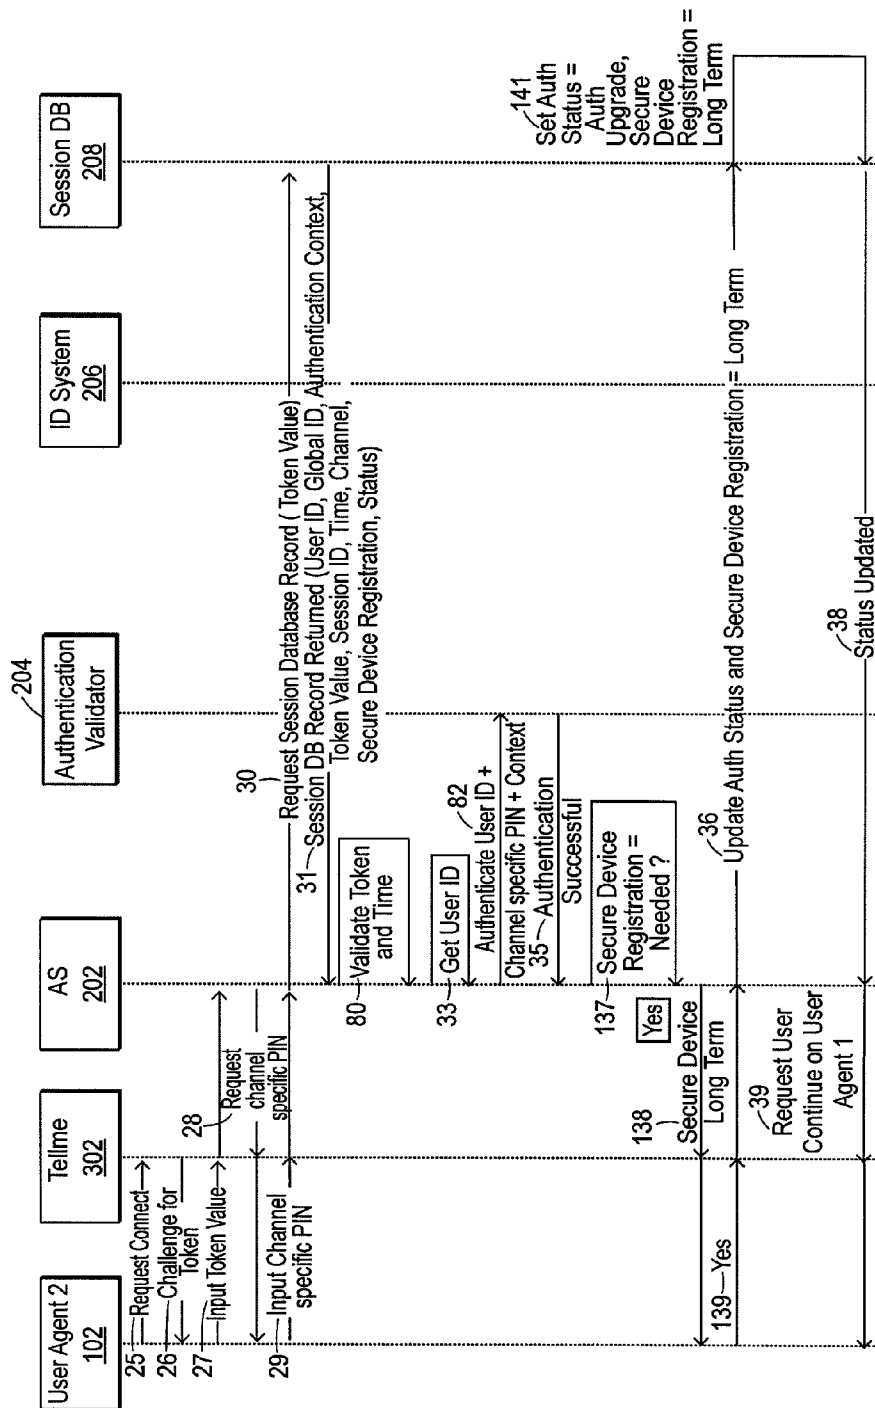 User Agent 2
102
Tellme
302
AS
202
204
Authentication
Validator
ID System
206
Session DB
208
25
Request Connect
26
Challenge for
Token
27
Input Token Value
28
Request
channel
specific PIN
29
Input Channel
specific PIN
30
Request Session Database Record ( Token Value)
31
Session DB Record Returned (User ID, Global ID, Authentication Context,
Token Value, Session ID, Time, Channel,
Secure Device Registration, Status)
80
Validate Token
and Time
33
Get User ID
82
Authenticate User ID +
Channel specific PIN + Context
35
Authentication
Successful
137
Secure Device
Registration =
Needed ?
Yes
138
Secure Device
Long Term
139
Yes
36
Update Auth Status and Secure Device Registration = Long Term
141
Set Auth
Status =
Auth
Upgrade,
Secure
Device
Registration =
Long Term
38
Status Updated
39
Request User
Continue on User
Agent 1